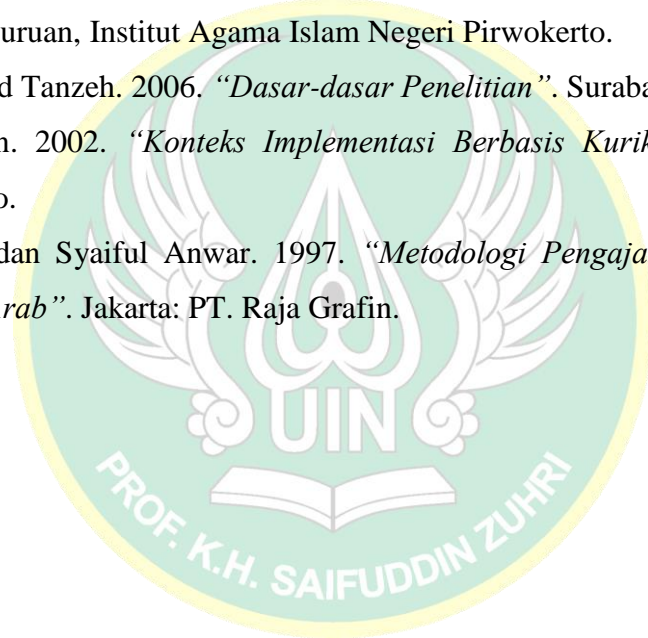 uruan, Institut Agama Islam Negeri Pirwokerto.
d Tanzeh. 2006. “Dasar-dasar Penelitian”. Suraba
n. 2002. “Konteks Implementasi Berbasis Kurik
o.
dan Syaiful Anwar. 1997. “Metodologi Pengaja
rab”. Jakarta: PT. Raja Grafin.
UIN
PROF. K.H. SAIFUDDIN ZUHRI